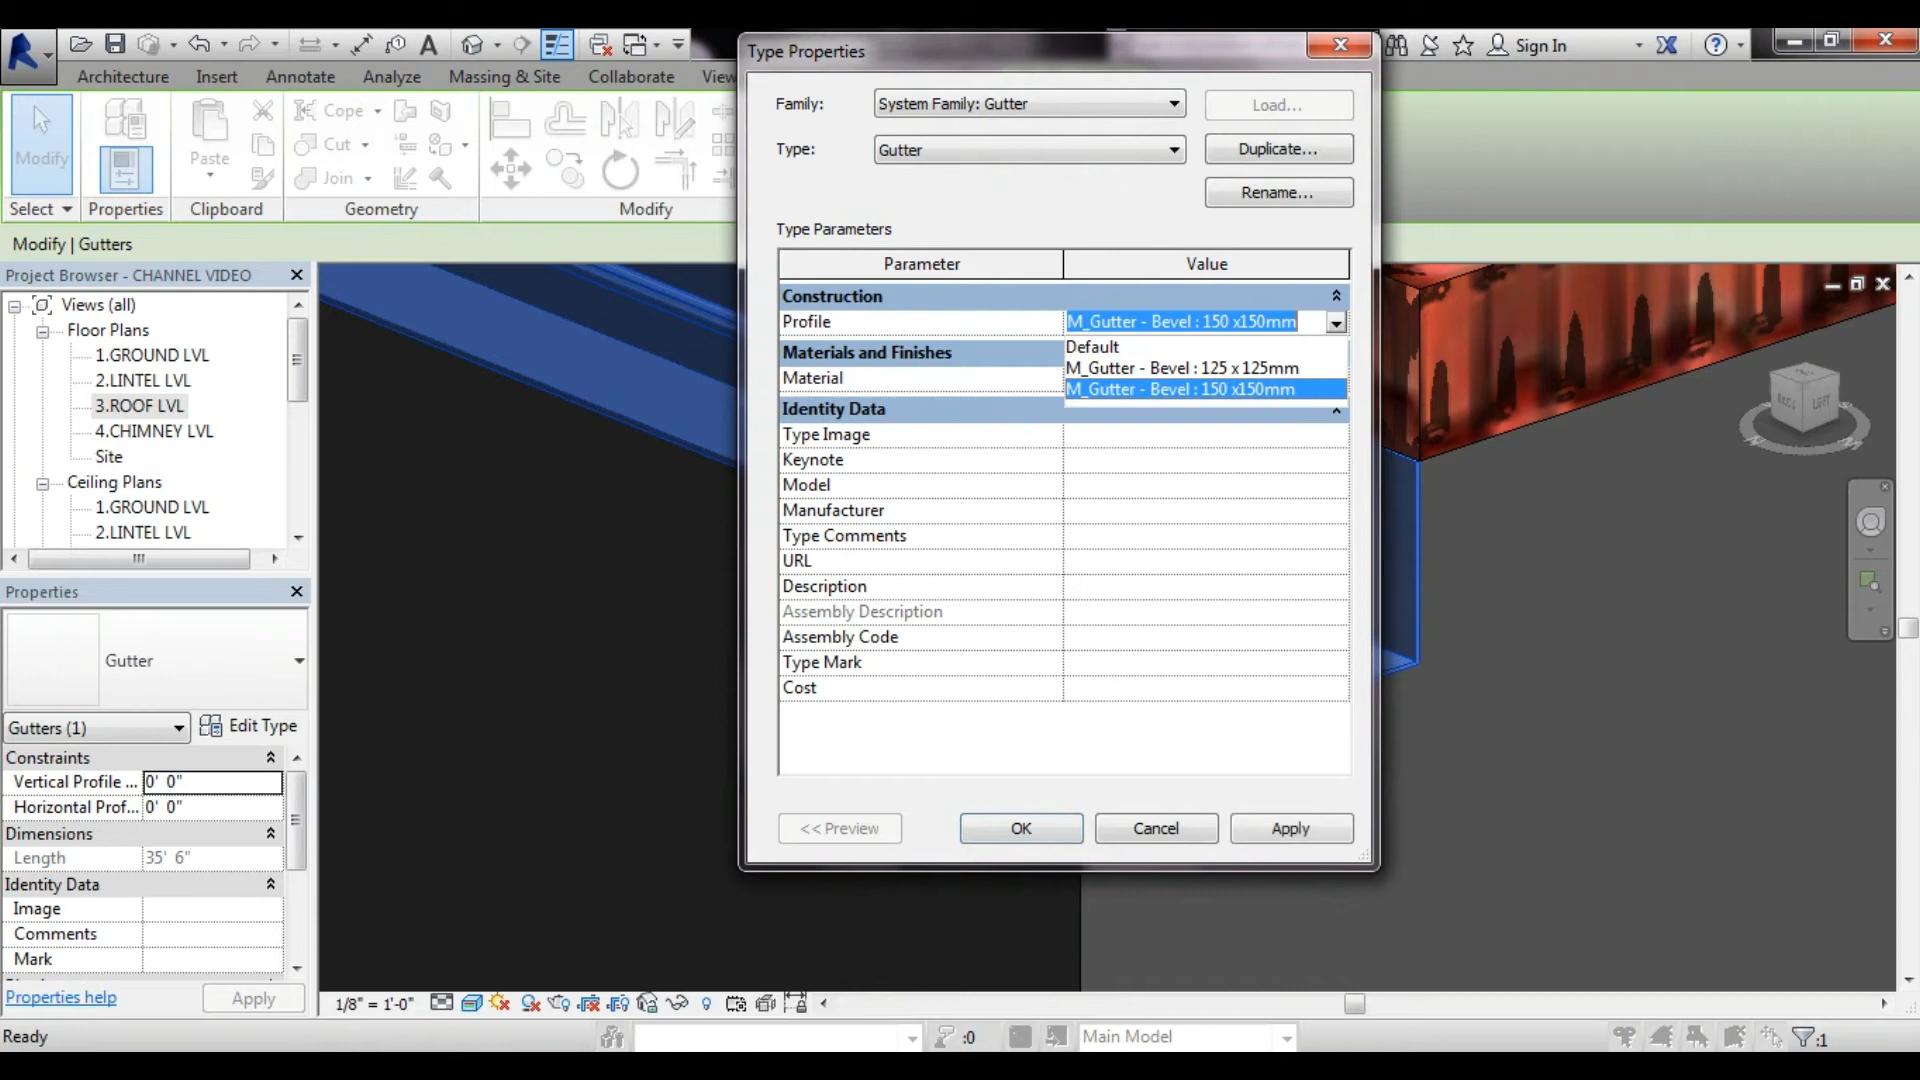 Sign In
Architecture Insert Annotate Analyze Massing & Site Collaborate View
Modify
Paste
Cope
Cut
Join
Select Properties Clipboard Geometry Modify
Modify | Gutters
Project Browser - CHANNEL VIDEO
Views (all)
Floor Plans
1.GROUND LVL
2.LINTEL LVL
3.ROOF LVL
4.CHIMNEY LVL
Site
Ceiling Plans
1.GROUND LVL
2.LINTEL LVL
Properties
Gutter
Gutters (1) Edit Type
Constraints
Vertical Profile ... 0' 0"
Horizontal Prof... 0' 0"
Dimensions
Length 35' 6"
Identity Data
Image
Comments
Mark
Properties help Apply
Type Properties
Family: System Family: Gutter Load...
Type: Gutter Duplicate...
Rename...
Type Parameters
Parameter Value
Construction
Profile M_Gutter - Bevel : 150 x150mm
Default
M_Gutter - Bevel : 125 x 125mm
M_Gutter - Bevel : 150 x150mm
Materials and Finishes
Material
Identity Data
Type Image
Keynote
Model
Manufacturer
Type Comments
URL
Description
Assembly Description
Assembly Code
Type Mark
Cost
<< Preview OK Cancel Apply
LEFT
1/8" = 1'-0"
Ready :0 Main Model :1